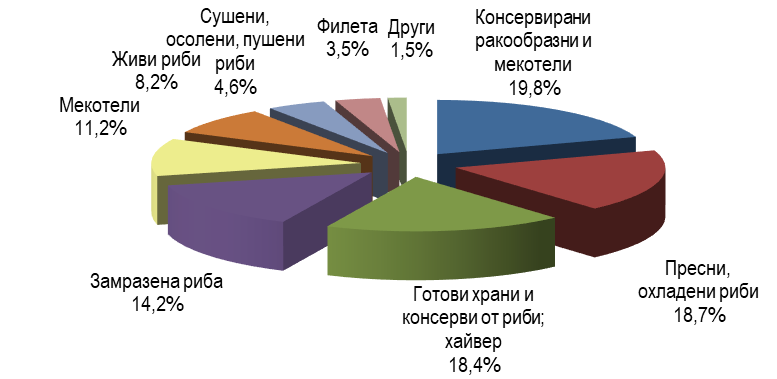 Консервирани
ракообразни и
мекотели
19,8%
Пресни,
охладени риби
18,7%
Готови храни и
консерви от риби;
хайвер
18,4%
Замразена риба
14,2%
Мекотели
11,2%
Живи риби
8,2%
Сушени,
осолени, пушени
риби
4,6%
Филета
3,5%
Други
1,5%